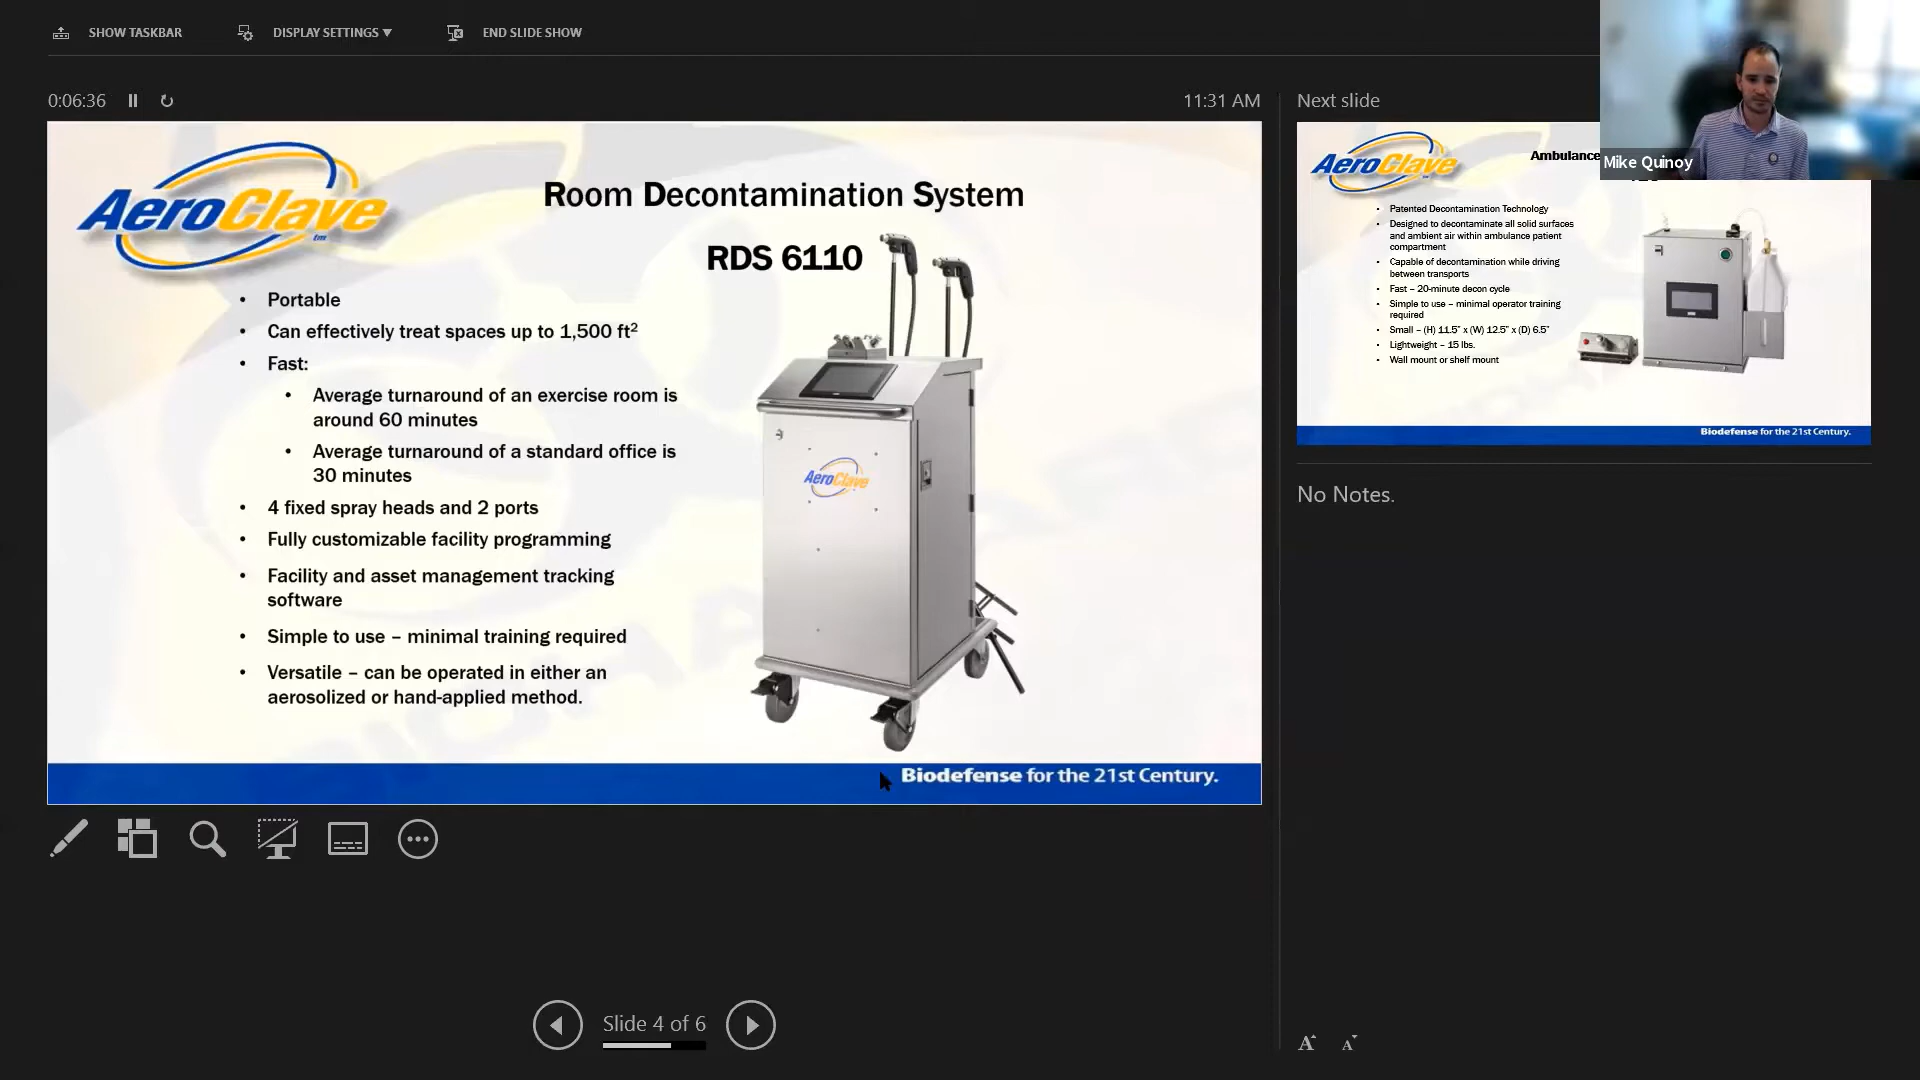 SHOW TASKBAR
DISPLAY SETTINGS ▼
END SLIDE SHOW
0:06:36
11:31 AM
AeroClave
tm
Room Decontamination System
RDS 6110
• Portable
• Can effectively treat spaces up to 1,500 ft²
• Fast:
• Average turnaround of an exercise room is
around 60 minutes
• Average turnaround of a standard office is
30 minutes
• 4 fixed spray heads and 2 ports
• Fully customizable facility programming
• Facility and asset management tracking
software
• Simple to use – minimal training required
• Versatile – can be operated in either an
aerosolized or hand-applied method.
AeroClave
Biodefense for the 21st Century.
Slide 4 of 6
Next slide
Mike Quinoy
AeroClave
Ambulance
• Patented Decontamination Technology
• Designed to decontaminate all solid surfaces
and ambient air within ambulance patient
compartment
• Capable of decontamination while driving
between transports
• Fast – 20-minute decon cycle
• Simple to use – minimal operator training
required
• Small – (H) 11.5" x (W) 12.5" x (D) 6.5"
• Lightweight – 15 lbs.
• Wall mount or shelf mount
Biodefense for the 21st Century.
No Notes.
A A